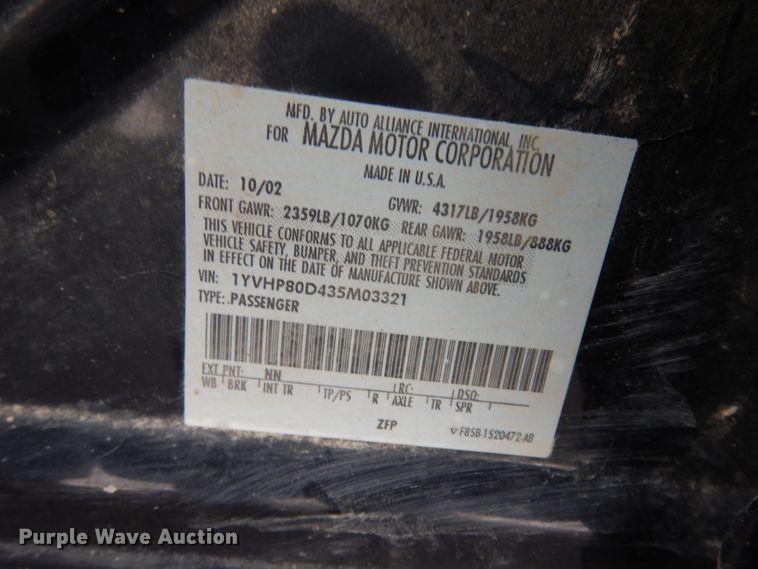 MFD. BY AUTO ALLIANCE INTERNATIONAL, INC.
FOR MAZDA MOTOR CORPORATION
MADE IN U.S.A.
DATE: 10/02 GVWR: 4317LB/1958KG
FRONT GAWR: 2359LB/1070KG REAR GAWR: 1958LB/888KG
THIS VEHICLE CONFORMS TO ALL APPLICABLE FEDERAL MOTOR
VEHICLE SAFETY, BUMPER, AND THEFT PREVENTION STANDARDS
IN EFFECT ON THE DATE OF MANUFACTURE SHOWN ABOVE.
VIN: 1YVHP80D435M03321
TYPE: PASSENGER
EXT PNT: NN LRC: DSO:
WB BRK INT TR TP/PS R AXLE TR SPR
ZFP F85B-1520472-AB
Purple Wave Auction